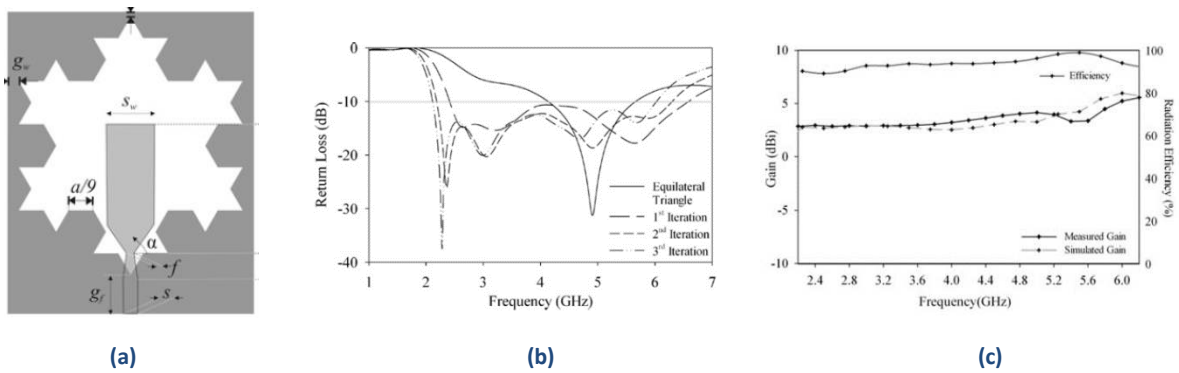 g_w
s_w
a/9
α
f
g_f
s
(a)
0
-10
-20
-30
-40
Return Loss (dB)
Equilateral
Triangle
1st Iteration
2nd Iteration
3rd Iteration
1 2 3 4 5 6 7
Frequency (GHz)
(b)
10
5
0
-5
-10
Gain (dBi)
Efficiency
Measured Gain
Simulated Gain
100
80
60
40
20
0
Radiation Efficiency (%)
2.4 2.8 3.2 3.6 4.0 4.4 4.8 5.2 5.6 6.0
Frequency(GHz)
(c)